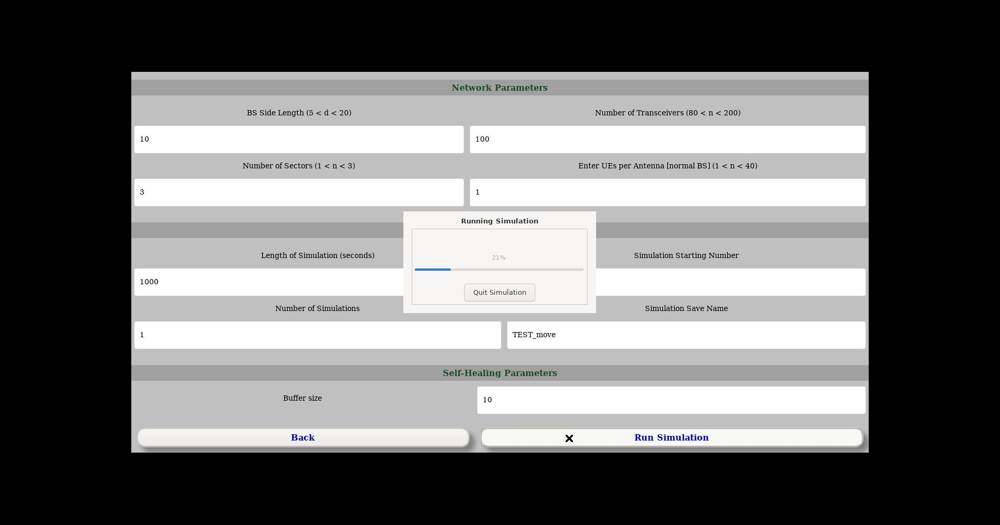 Network Parameters
BS Side Length (5 < d < 20)
Number of Transceivers (80 < n < 200)
10
100
Number of Sectors (1 < n < 3)
Enter UEs per Antenna [normal BS] (1 < n < 40)
3
1
Running Simulation
21%
Quit Simulation
Length of Simulation (seconds)
Simulation Starting Number
1000
Number of Simulations
Simulation Save Name
1
TEST_move
Self-Healing Parameters
Buffer size
10
Back
Run Simulation